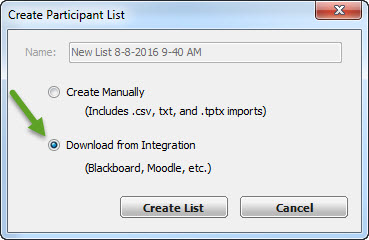 Create Participant List
Name: New List 8-8-2016 9-40 AM
Create Manually
(Includes .csv, txt, and .tptx imports)
Download from Integration
(Blackboard, Moodle, etc.)
Create List Cancel